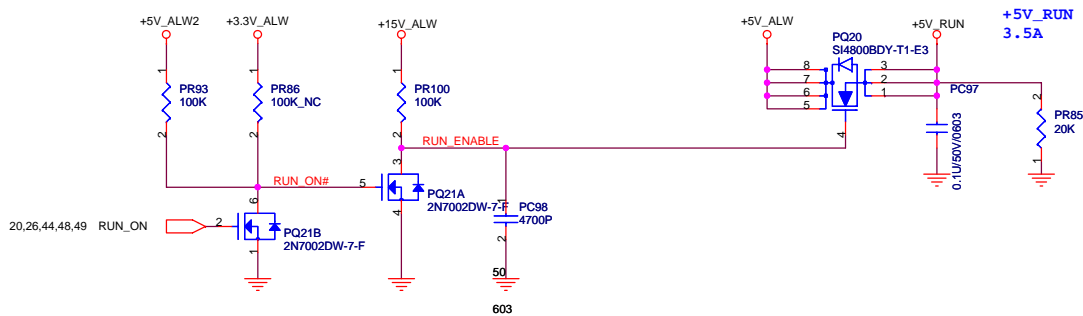 +5V_ALW2
+3.3V_ALW
+15V_ALW
+5V_ALW
+5V_RUN
+5V_RUN
3.5A
PQ20
SI4800BDY-T1-E3
1
PR93
100K
2
1
PR86
100K_NC
2
1
PR100
100K
2
8
7
6
5
3
2
1
4
PC97
0.1U/50V/0603
2
PR85
20K
1
RUN_ENABLE
RUN_ON#
5
3
4
PQ21A
2N7002DW-7-F
1
PC98
4700P
2
50
603
20,26,44,48,49 RUN_ON
2
6
1
PQ21B
2N7002DW-7-F